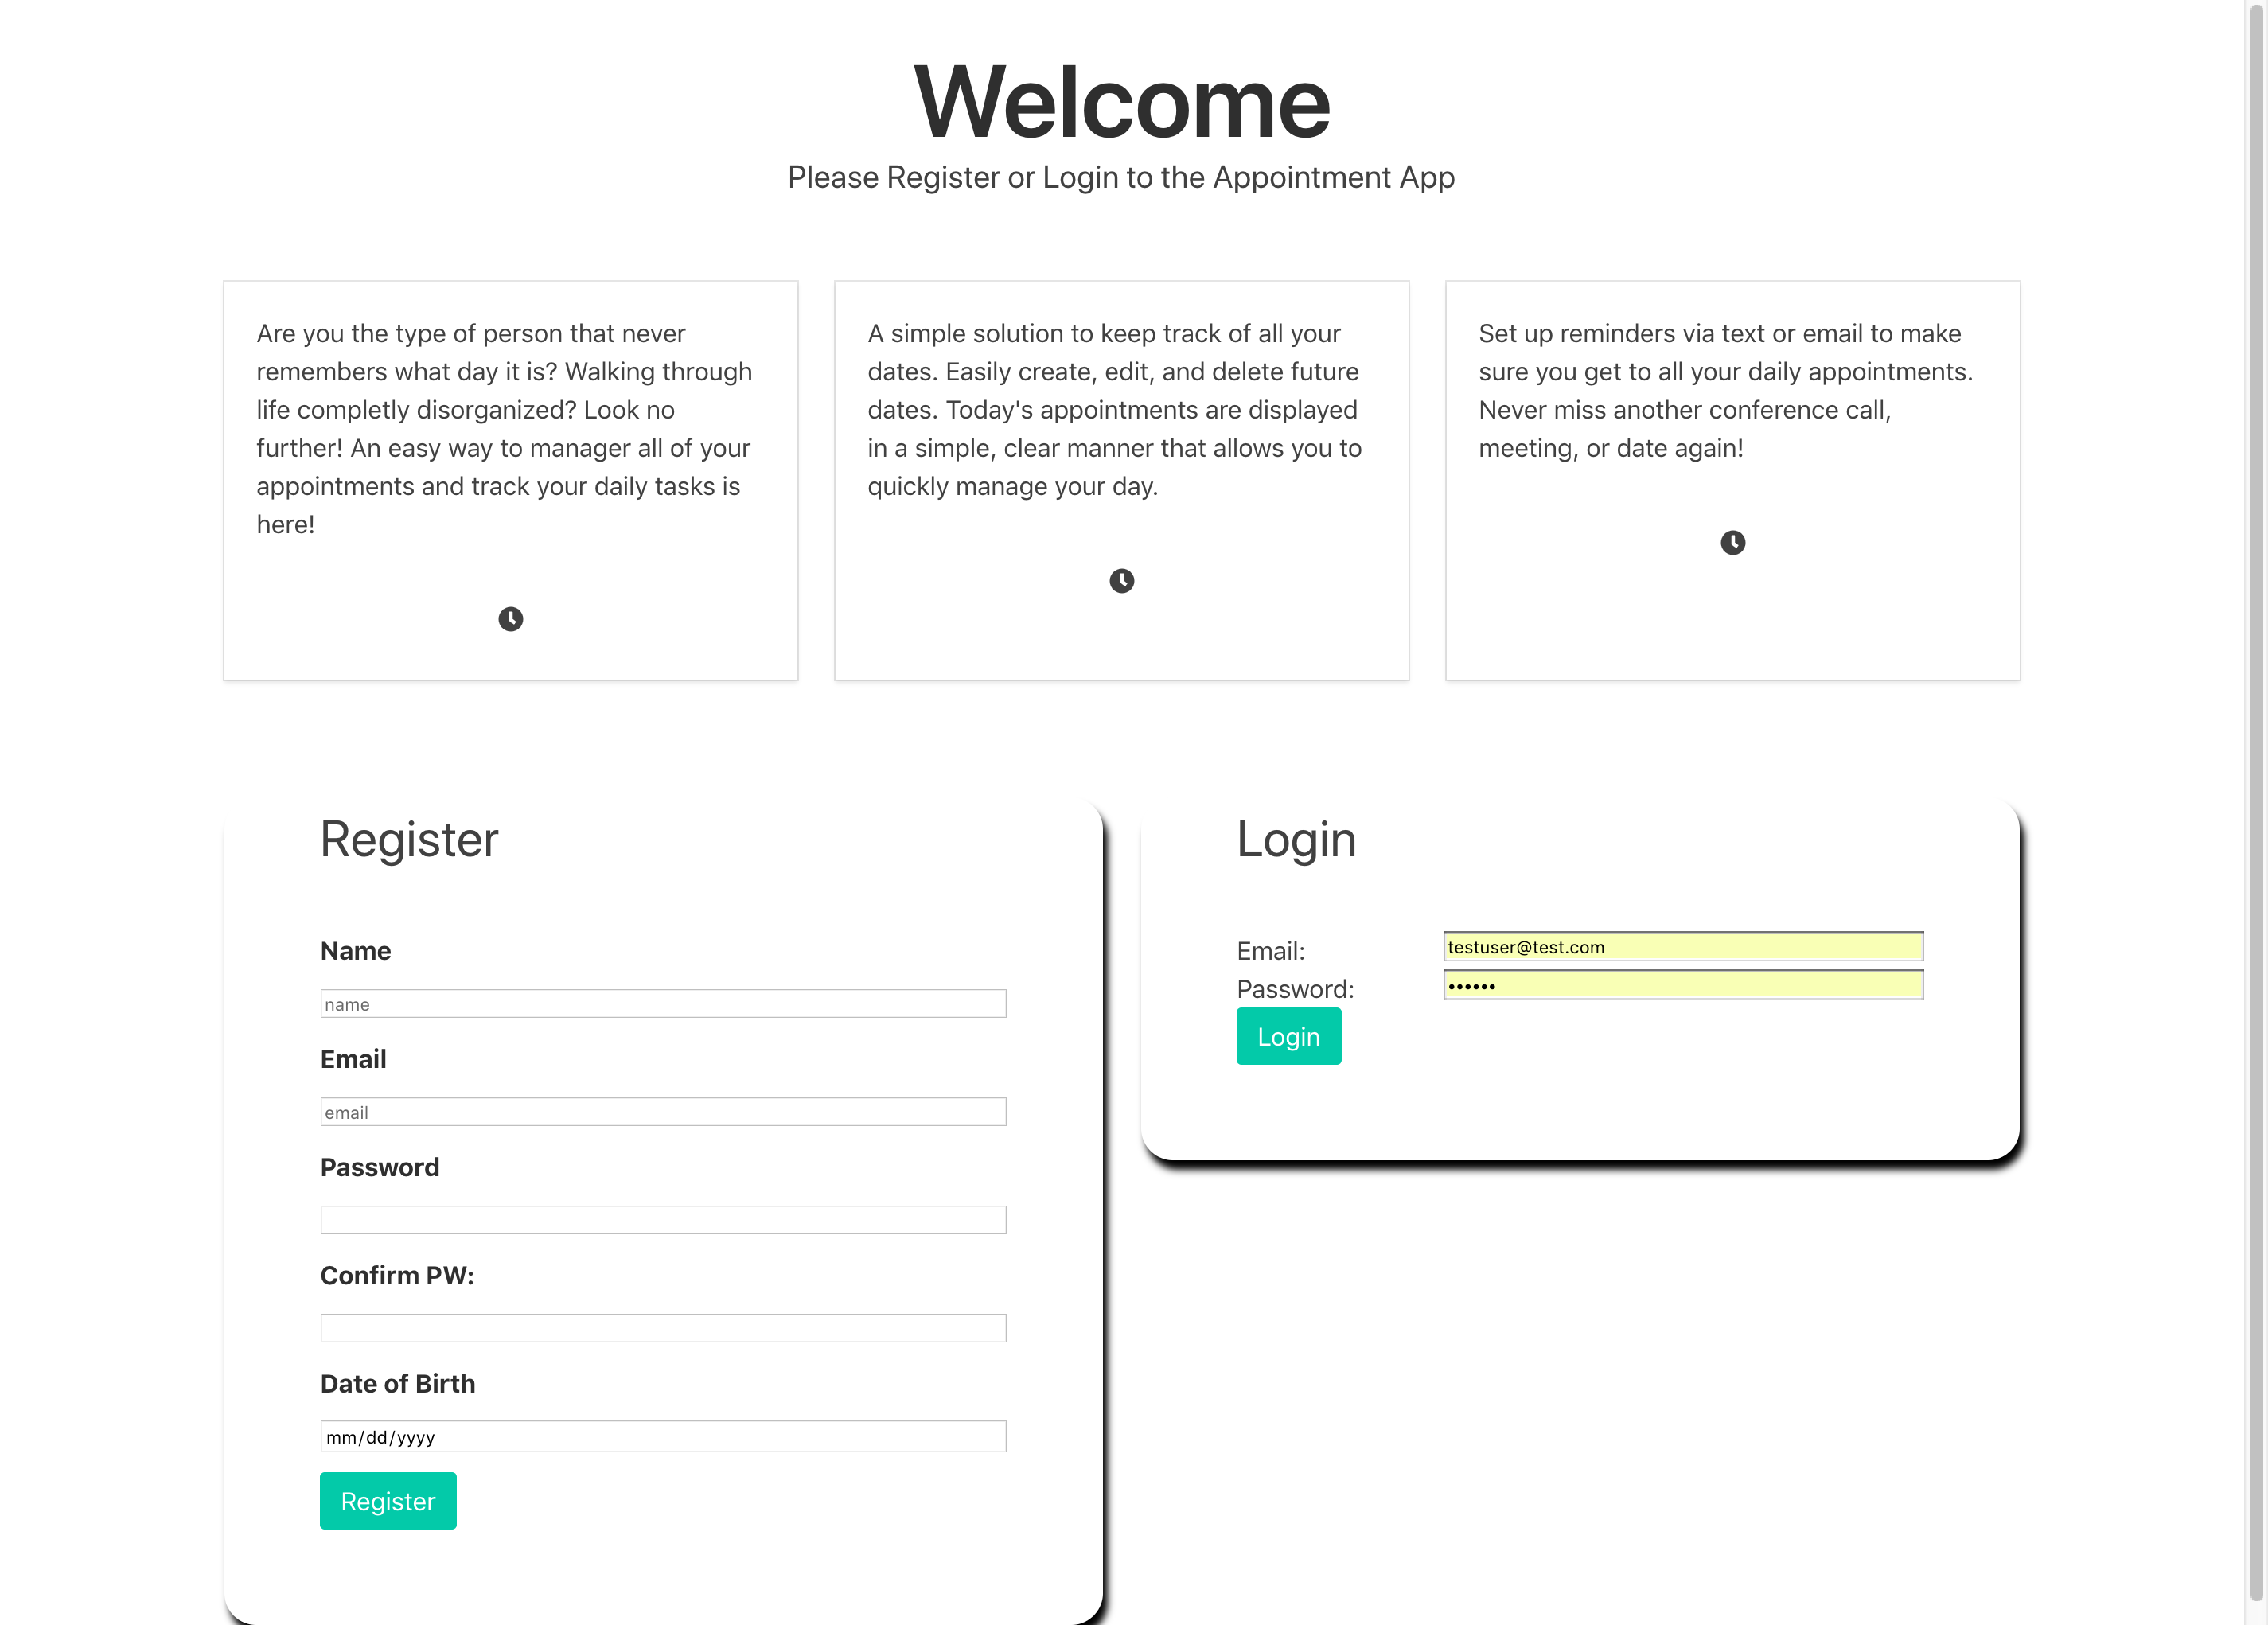 Welcome
Please Register or Login to the Appointment App
Are you the type of person that never
remembers what day it is? Walking through
life completly disorganized? Look no
further! An easy way to manager all of your
appointments and track your daily tasks is
here!
A simple solution to keep track of all your
dates. Easily create, edit, and delete future
dates. Today's appointments are displayed
in a simple, clear manner that allows you to
quickly manage your day.
Set up reminders via text or email to make
sure you get to all your daily appointments.
Never miss another conference call,
meeting, or date again!
Register
Name
name
Email
email
Password
Confirm PW:
Date of Birth
mm/dd/yyyy
Register
Login
Email:
testuser@test.com
Password:
••••••
Login